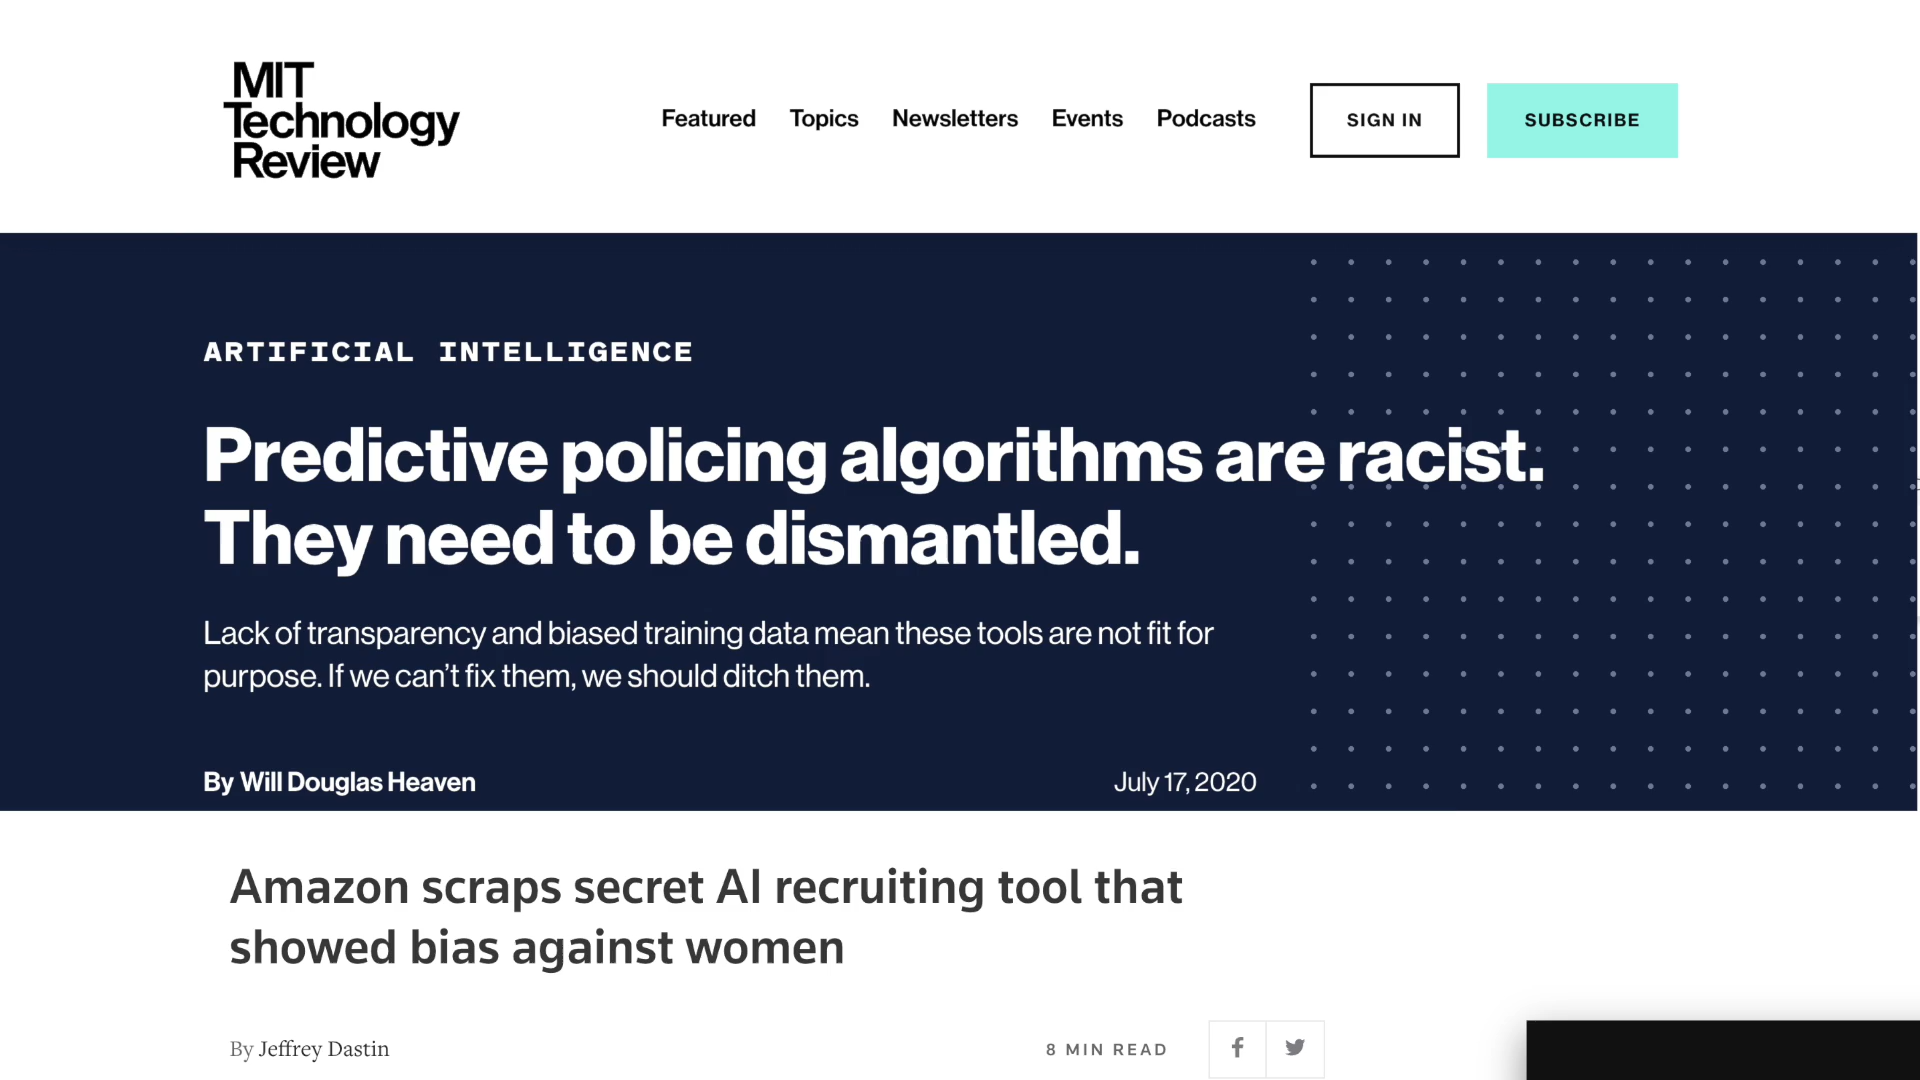 MIT
Technology
Review
Featured Topics Newsletters Events Podcasts SIGN IN SUBSCRIBE
ARTIFICIAL INTELLIGENCE
Predictive policing algorithms are racist.
They need to be dismantled.
Lack of transparency and biased training data mean these tools are not fit for
purpose. If we can’t fix them, we should ditch them.
By Will Douglas Heaven July 17, 2020
Amazon scraps secret AI recruiting tool that
showed bias against women
By Jeffrey Dastin 8 MIN READ